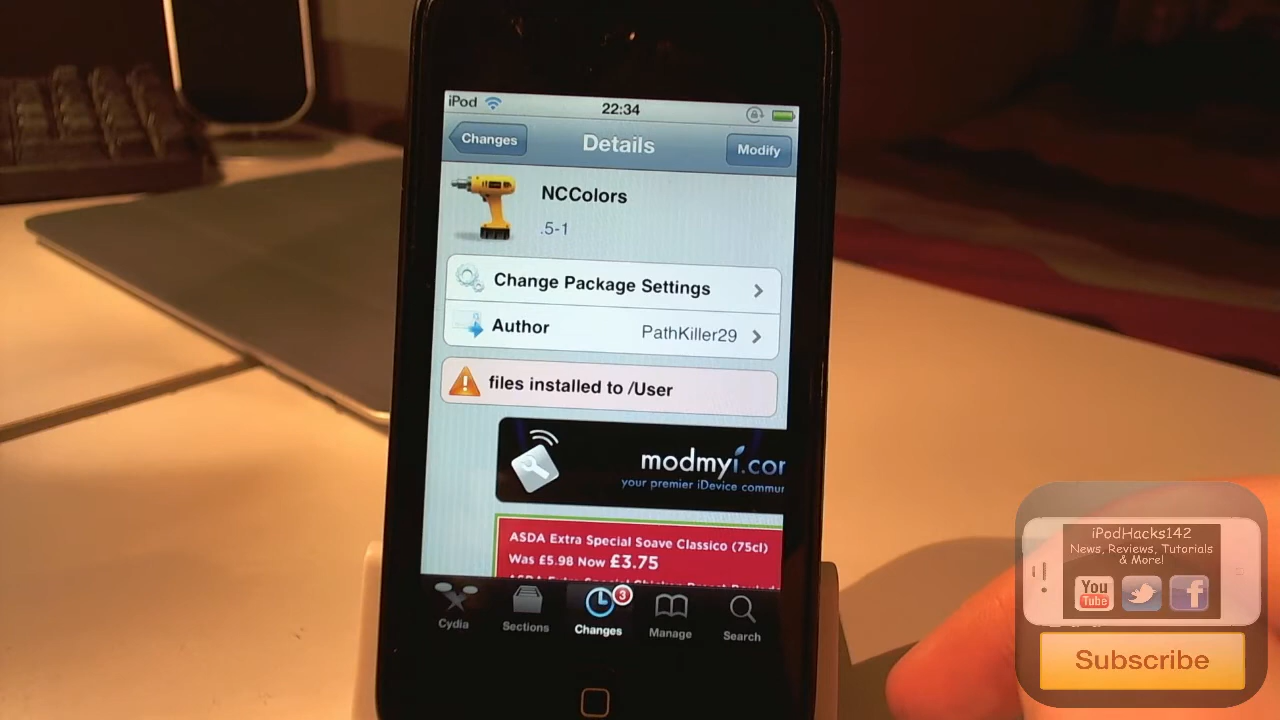 iPod
22:34
Changes
Details
Modify
NCColors
.5-1
Change Package Settings
Author
PathKiller29
files installed to /User
modmyi.cor
your premier iDevice commur
ASDA Extra Special Soave Classico (75cl)
Was £5.98 Now £3.75
3
Cydia
Sections
Changes
Manage
Search
iPodHacks142
News, Reviews, Tutorials
& More!
You
Tube
f
Subscribe